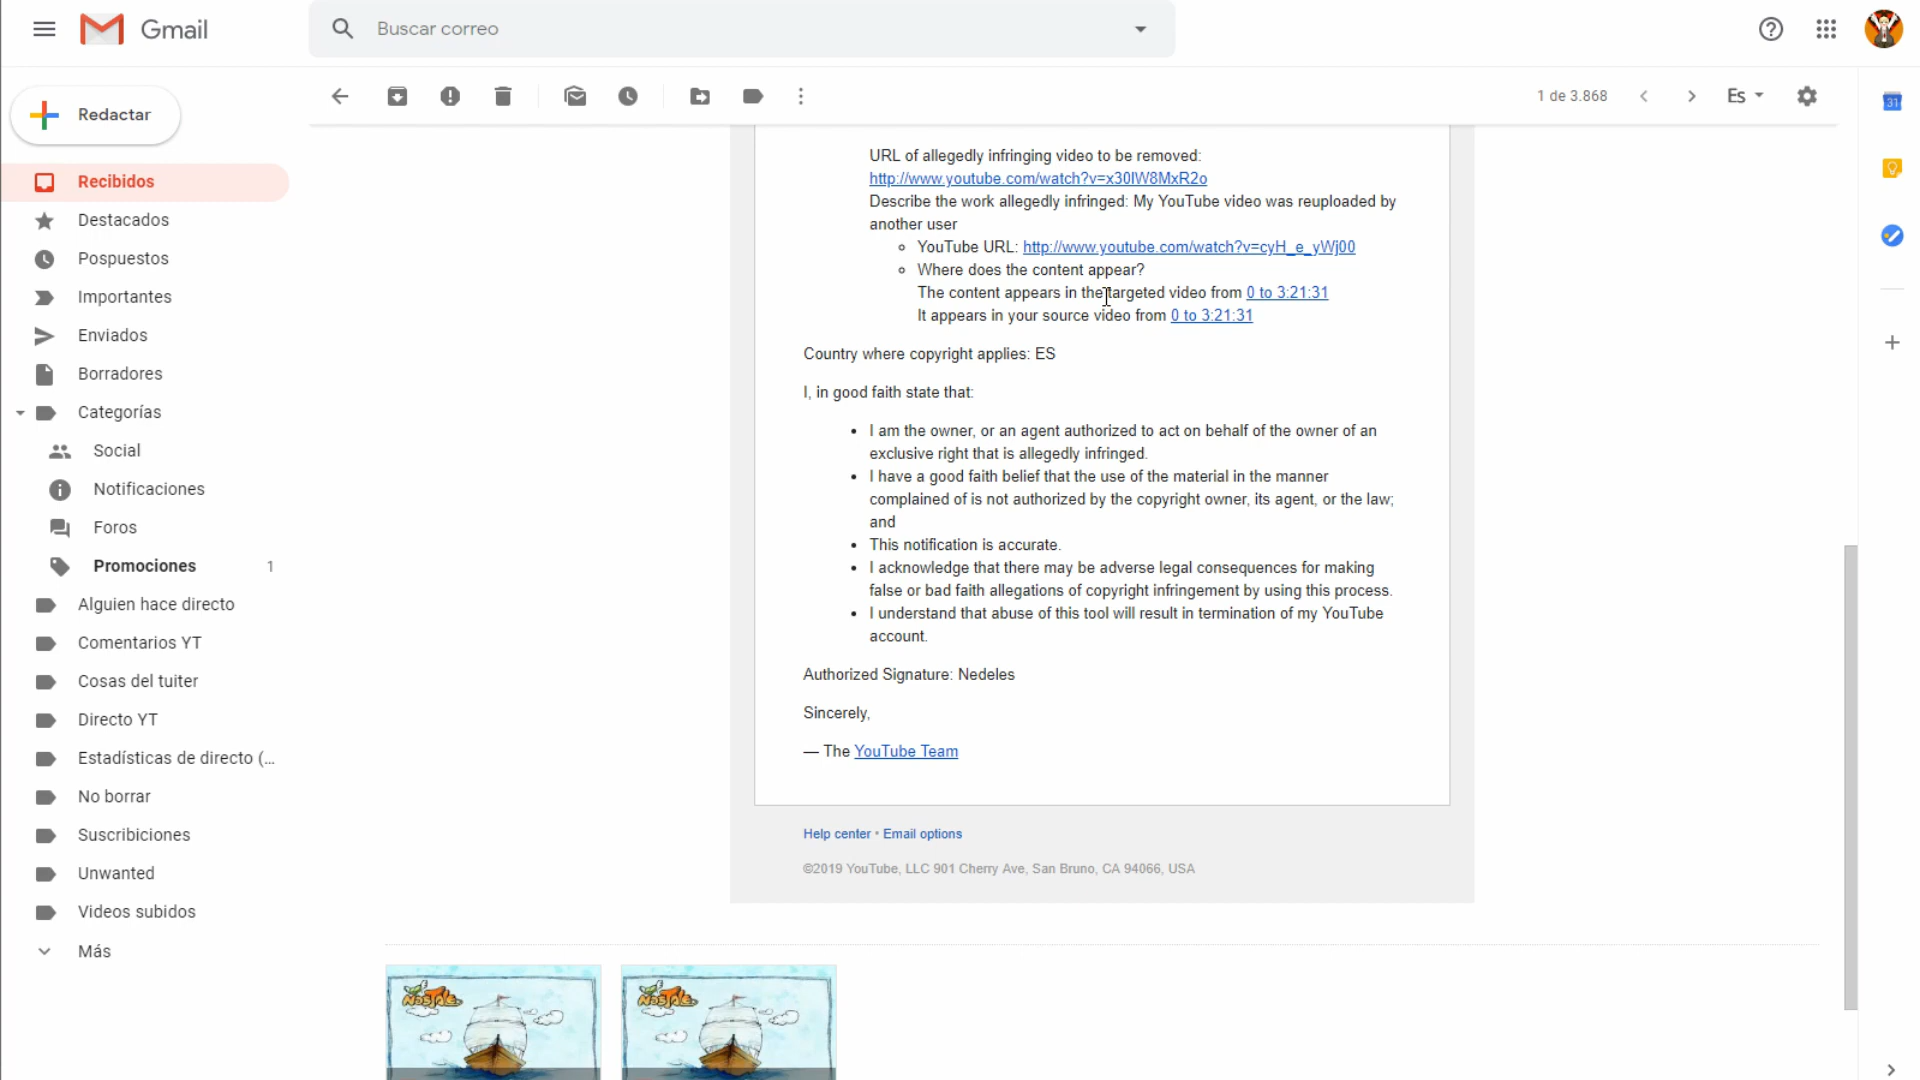 Gmail
Buscar correo
Redactar
1 de 3.868
Es
31
Recibidos
Destacados
Pospuestos
Importantes
Enviados
Borradores
Categorías
Social
Notificaciones
Foros
Promociones 1
Alguien hace directo
Comentarios YT
Cosas del tuiter
Directo YT
Estadísticas de directo (...
No borrar
Suscribiciones
Unwanted
Videos subidos
Más
URL of allegedly infringing video to be removed:
http://www.youtube.com/watch?v=x30IW8MxR2o
Describe the work allegedly infringed: My YouTube video was reuploaded by
another user
YouTube URL: http://www.youtube.com/watch?v=cyH_e_yWj00
Where does the content appear?
The content appears in the targeted video from 0 to 3:21:31
It appears in your source video from 0 to 3:21:31
Country where copyright applies: ES
I, in good faith state that:
• I am the owner, or an agent authorized to act on behalf of the owner of an
exclusive right that is allegedly infringed.
• I have a good faith belief that the use of the material in the manner
complained of is not authorized by the copyright owner, its agent, or the law;
and
• This notification is accurate.
• I acknowledge that there may be adverse legal consequences for making
false or bad faith allegations of copyright infringement by using this process.
• I understand that abuse of this tool will result in termination of my YouTube
account.
Authorized Signature: Nedeles
Sincerely,
— The YouTube Team
Help center • Email options
©2019 YouTube, LLC 901 Cherry Ave, San Bruno, CA 94066, USA
NosTale
NosTale